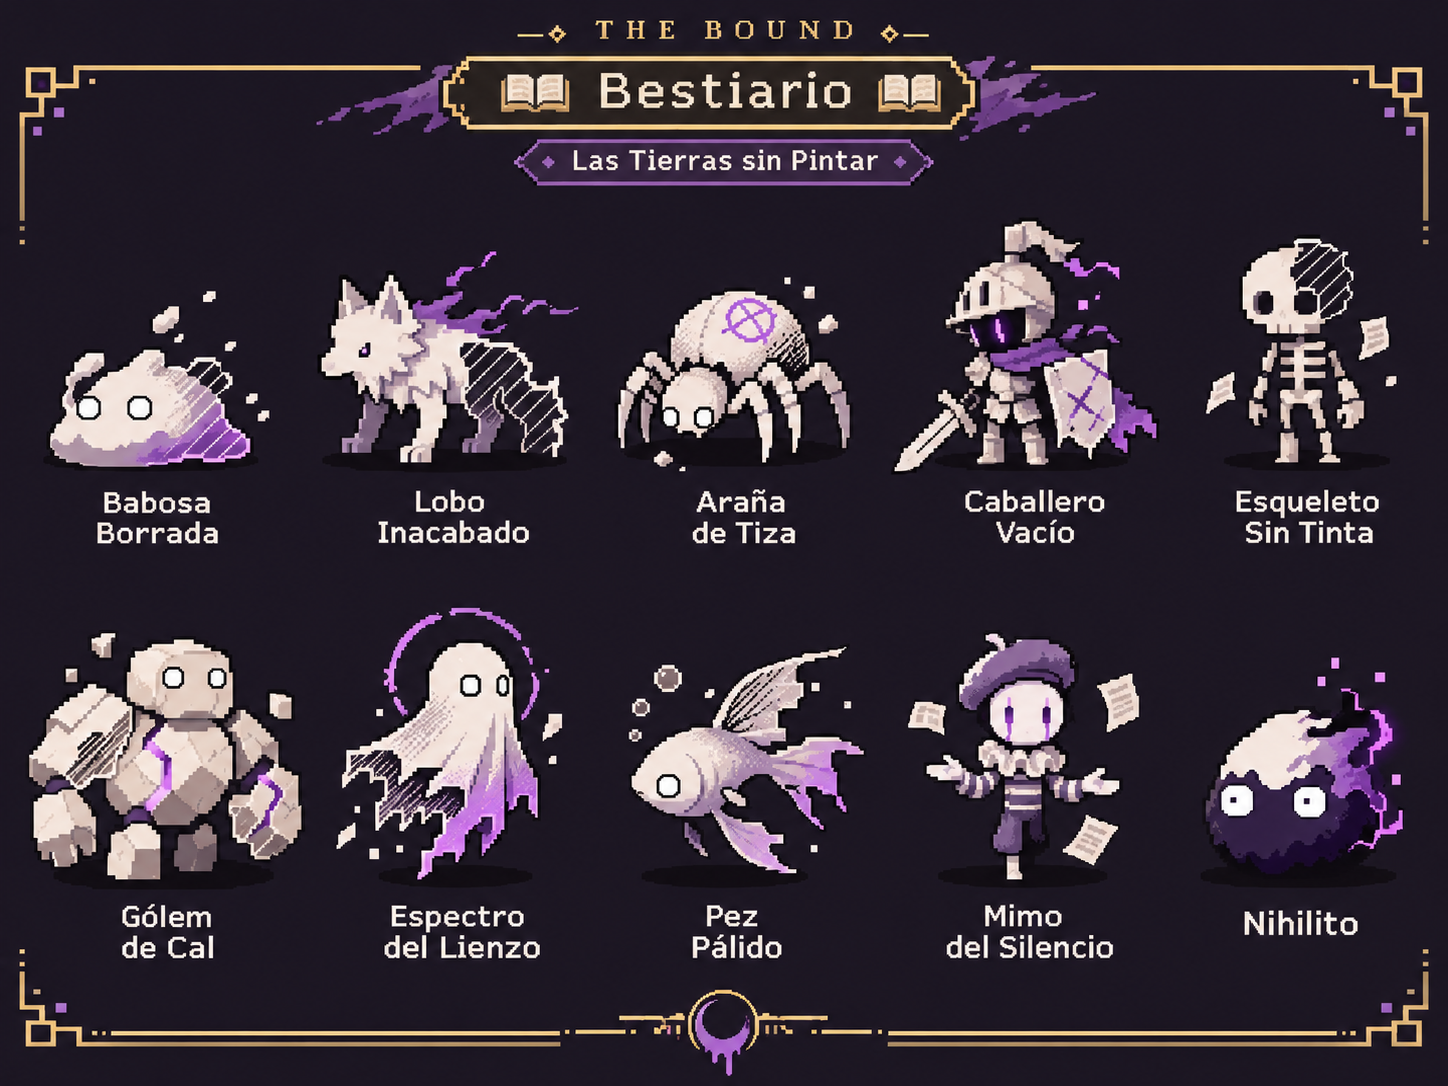 THE BOUND
Bestiario
Las Tierras sin Pintar
Babosa
Borrada
Lobo
Inacabado
Araña
de Tiza
Caballero
Vacío
Esqueleto
Sin Tinta
Gólem
de Cal
Espectro
del Lienzo
Pez
Pálido
Mimo
del Silencio
Nihilito